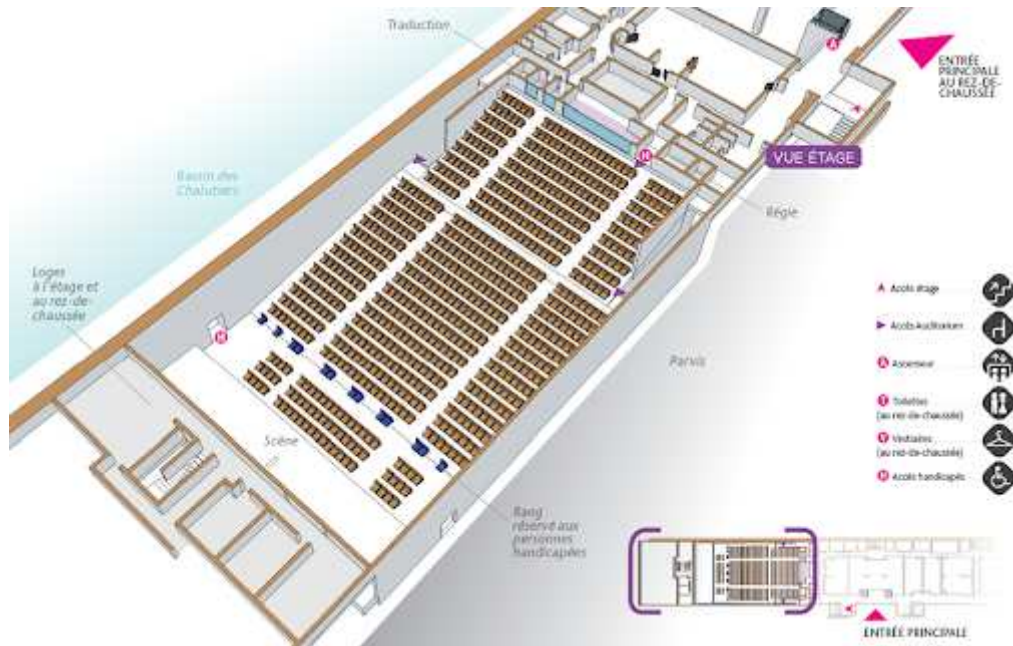 Traduction
A
ENTRÉE
PRINCIPALE
AU REZ-DE-
CHAUSSÉE
H
VUE ÉTAGE
Bassin des
Chalutiers
Régie
Loges
à l'étage et
au rez-de-
chaussée
H
Parvis
Scène
Rang
réservé aux
personnes
handicapées
Accès étage
Accès Auditorium
A Ascenseur
T Toilettes
(au rez-de-chaussée)
V Vestiaires
(au rez-de-chaussée)
H Accès handicapés
ENTRÉE PRINCIPALE